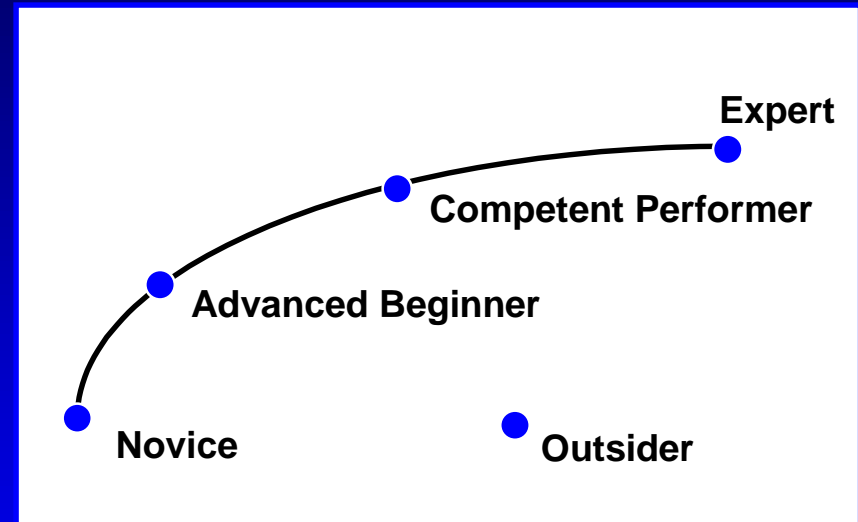 Expert
Competent Performer
Advanced Beginner
Novice
Outsider